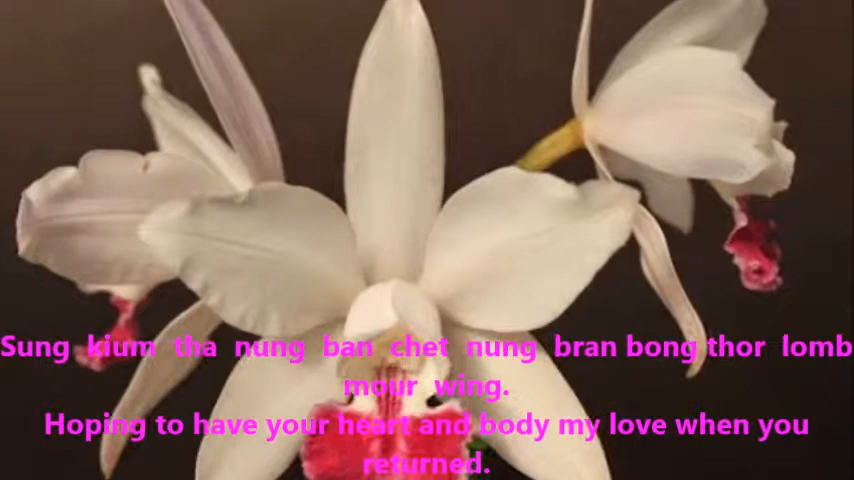 Sung kium tha nung ban chet nung bran bong thor lomb
mour wing.
Hoping to have your heart and body my love when you
returned.